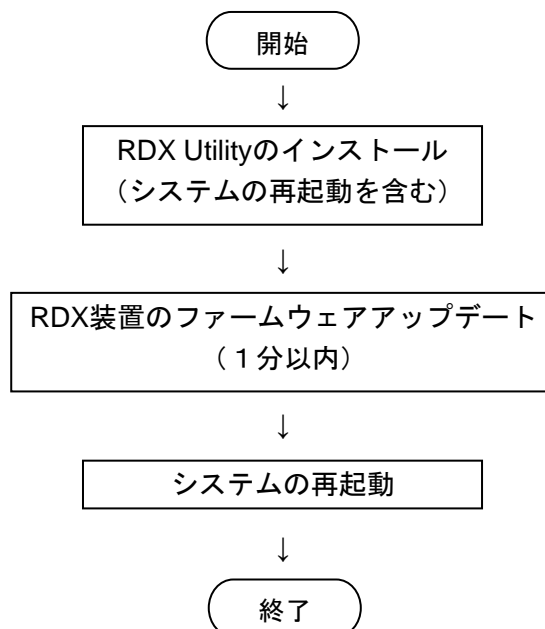 開始
↓
RDX Utilityのインストール
（システムの再起動を含む）
↓
RDX装置のファームウェアアップデート
（１分以内）
↓
システムの再起動
↓
終了